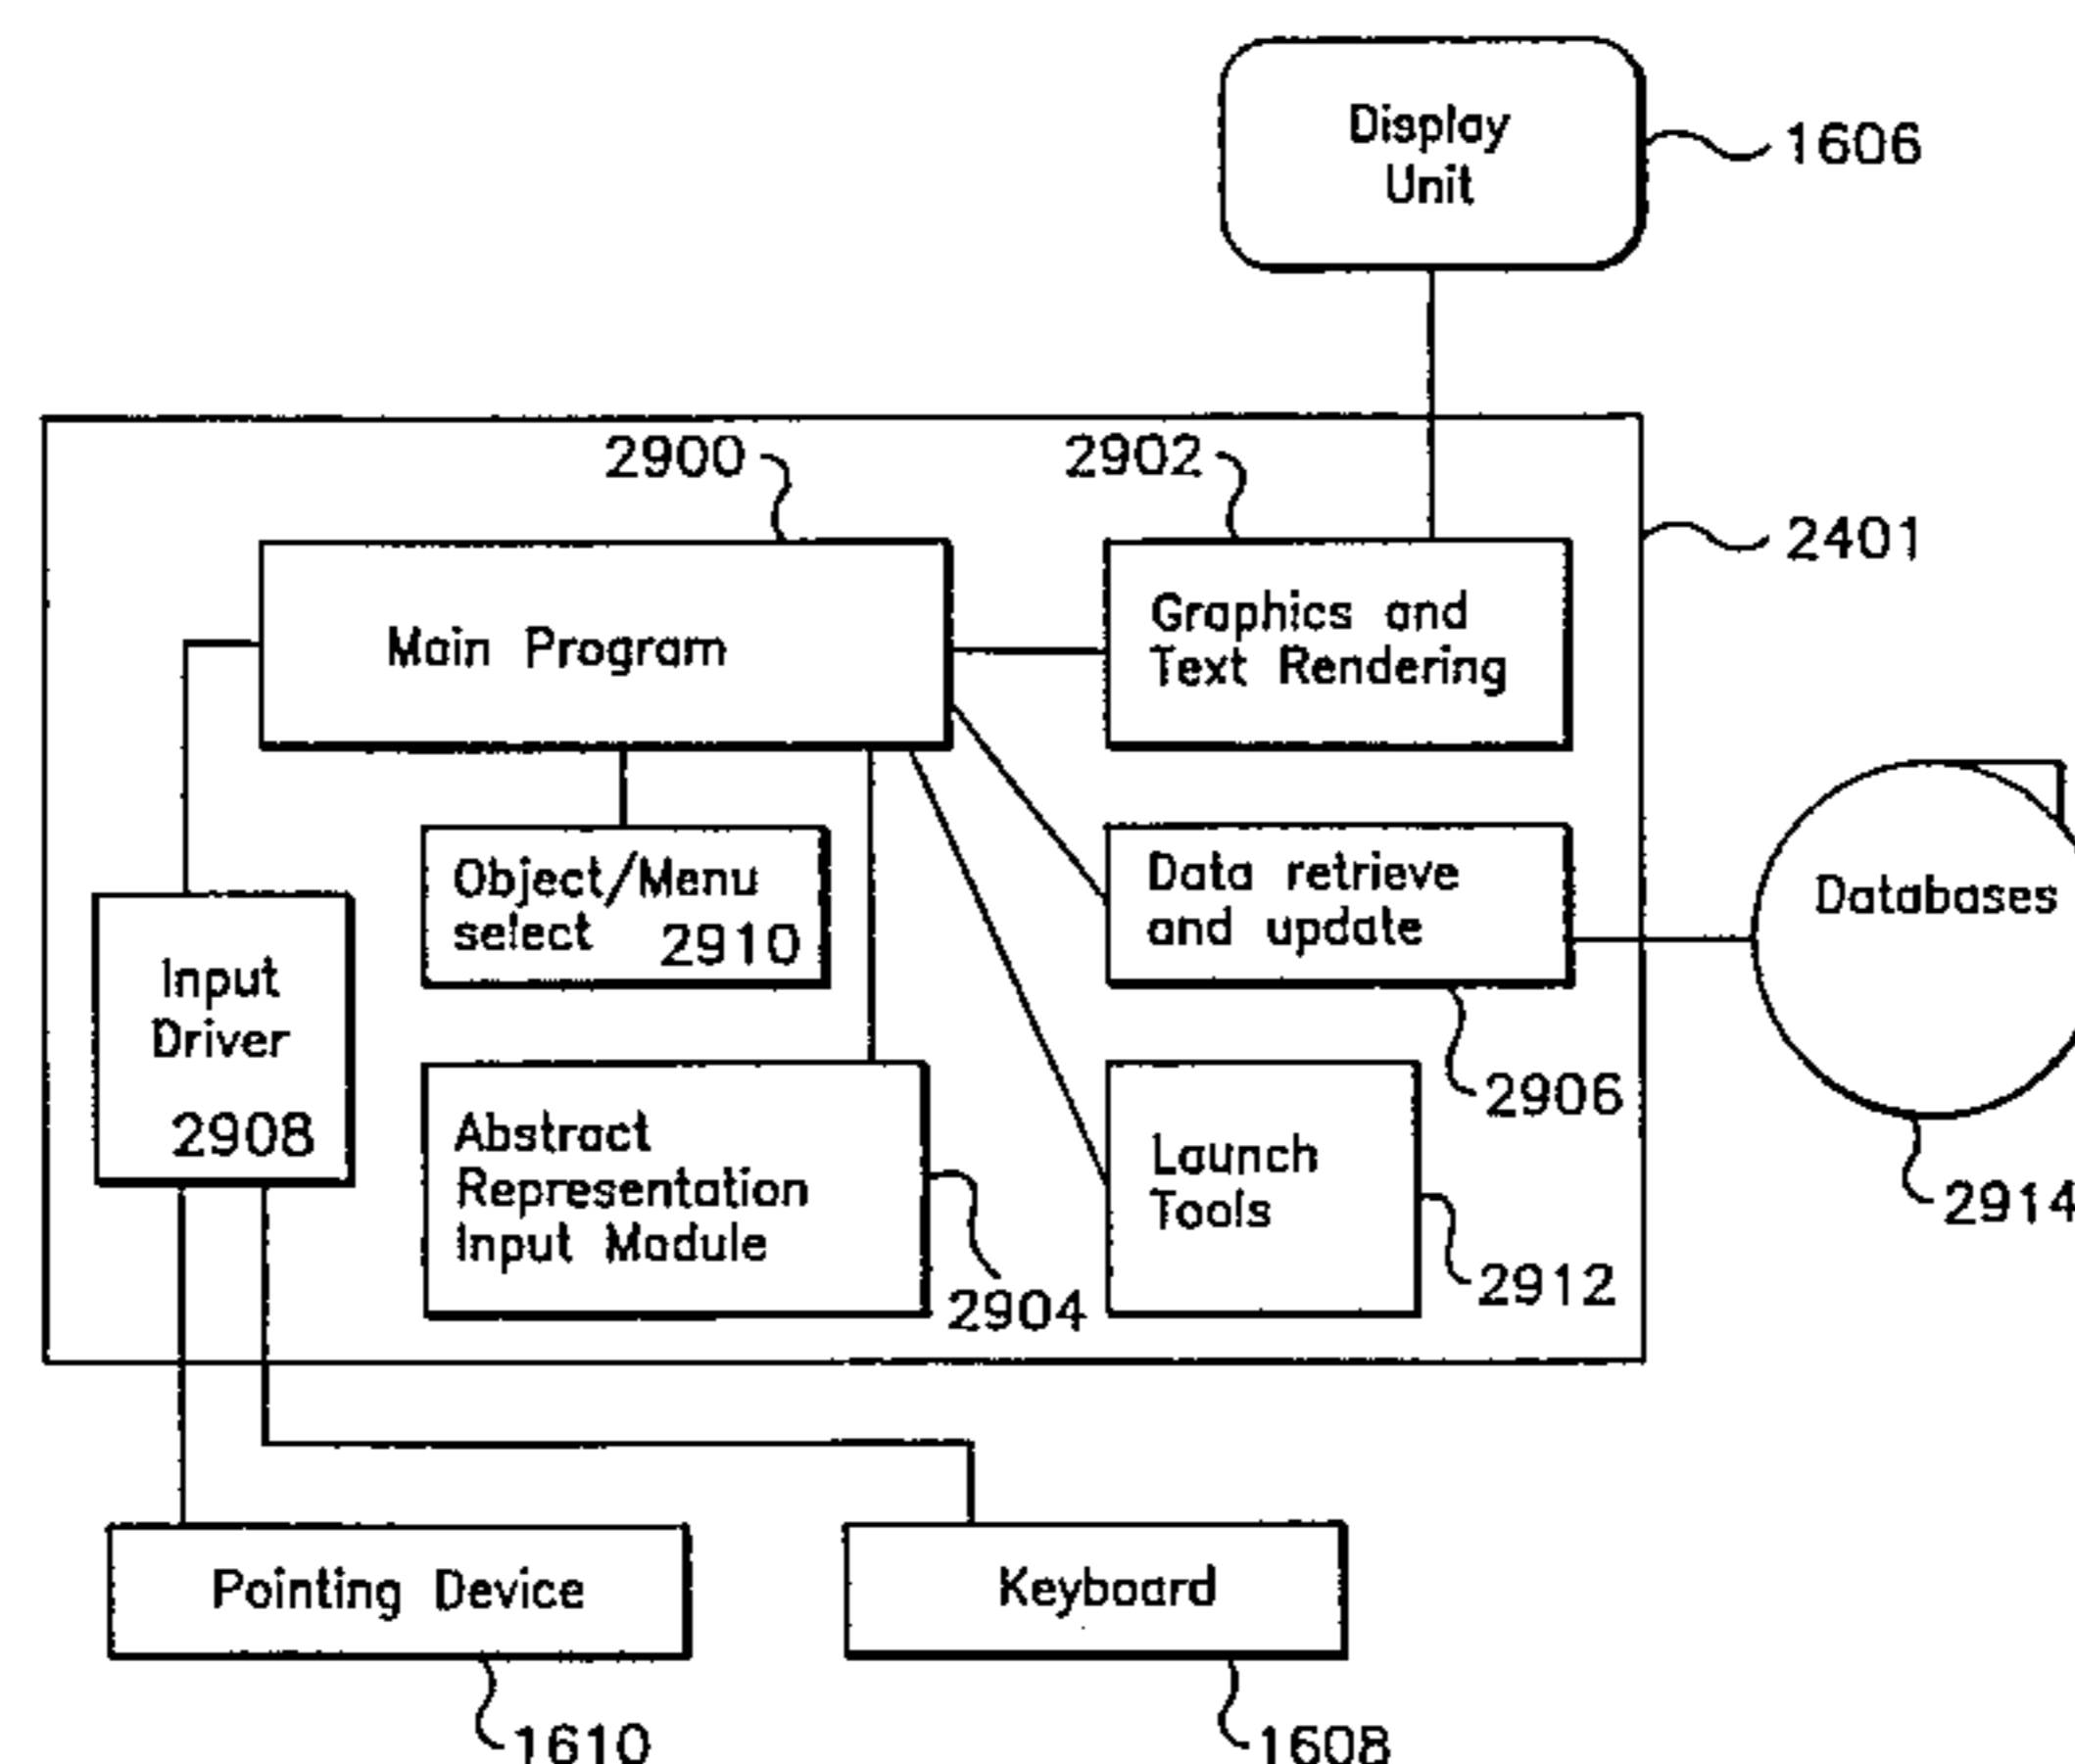 Display
Unit
1606
2900
2902
2401
Main Program
Graphics and
Text Rendering
Object/Menu
select 2910
Data retrieve
and update
Databases
Input
Driver
2908
2906
Abstract
Representation
Input Module
Launch
Tools
2914
2912
2904
Pointing Device
Keyboard
1610
1608